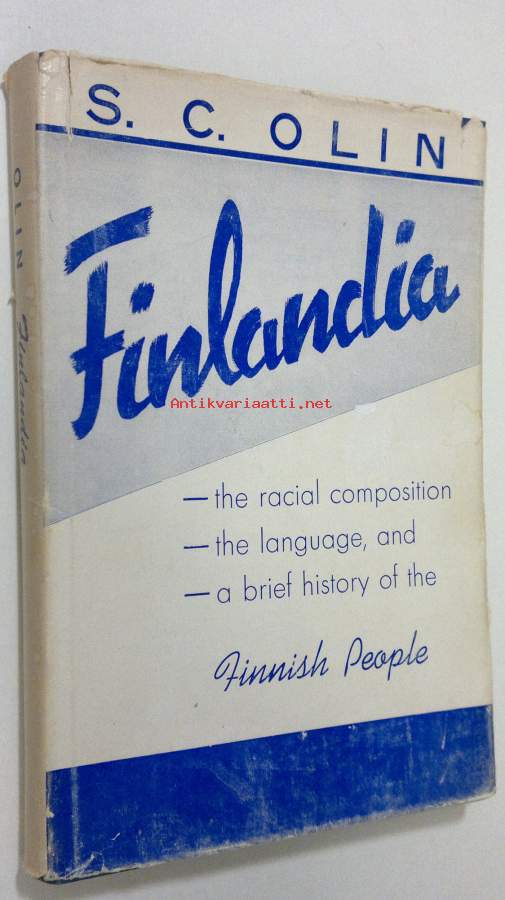 S. C. OLIN
Finlandia
Antikvariaatti.net
— the racial composition
— the language, and
— a brief history of the
Finnish People
OLIN Finlandia